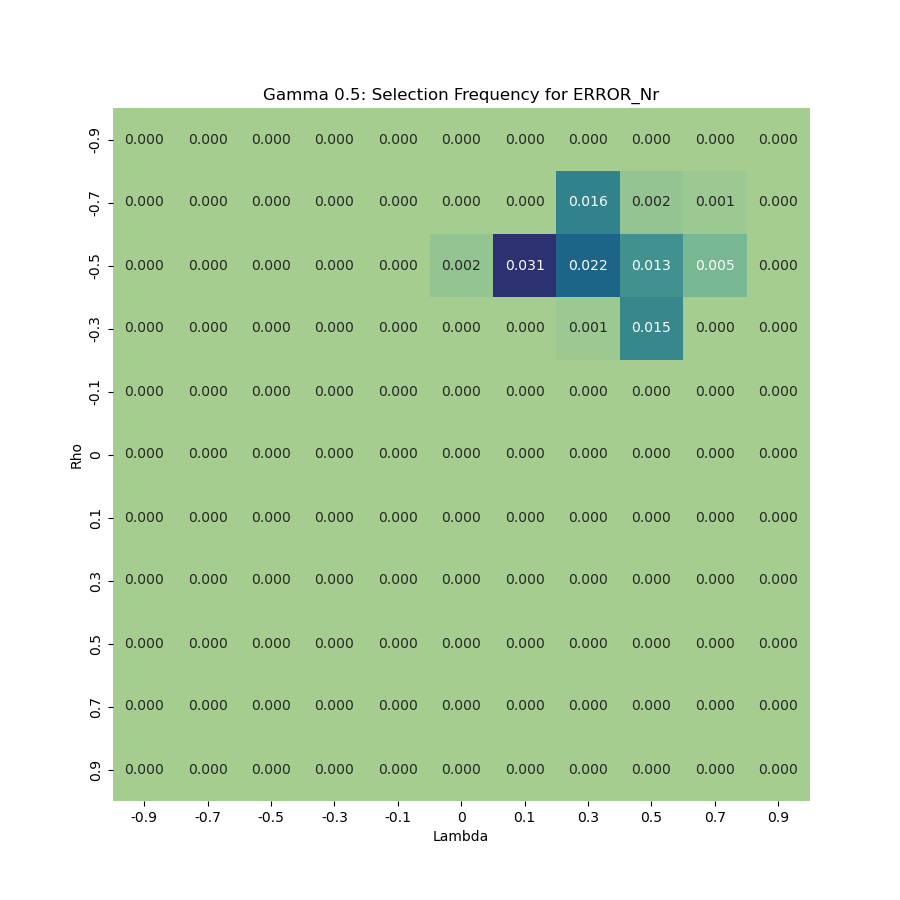 Gamma 0.5: Selection Frequency for ERROR_Nr
-0.9 0.000 0.000 0.000 0.000 0.000 0.000 0.000 0.000 0.000 0.000 0.000
-0.7 0.000 0.000 0.000 0.000 0.000 0.000 0.000 0.016 0.002 0.001 0.000
-0.5 0.000 0.000 0.000 0.000 0.000 0.002 0.031 0.022 0.013 0.005 0.000
-0.3 0.000 0.000 0.000 0.000 0.000 0.000 0.000 0.001 0.015 0.000 0.000
-0.1 0.000 0.000 0.000 0.000 0.000 0.000 0.000 0.000 0.000 0.000 0.000
Rho
0 0.000 0.000 0.000 0.000 0.000 0.000 0.000 0.000 0.000 0.000 0.000
0.1 0.000 0.000 0.000 0.000 0.000 0.000 0.000 0.000 0.000 0.000 0.000
0.3 0.000 0.000 0.000 0.000 0.000 0.000 0.000 0.000 0.000 0.000 0.000
0.5 0.000 0.000 0.000 0.000 0.000 0.000 0.000 0.000 0.000 0.000 0.000
0.7 0.000 0.000 0.000 0.000 0.000 0.000 0.000 0.000 0.000 0.000 0.000
0.9 0.000 0.000 0.000 0.000 0.000 0.000 0.000 0.000 0.000 0.000 0.000
-0.9 -0.7 -0.5 -0.3 -0.1 0 0.1 0.3 0.5 0.7 0.9
Lambda